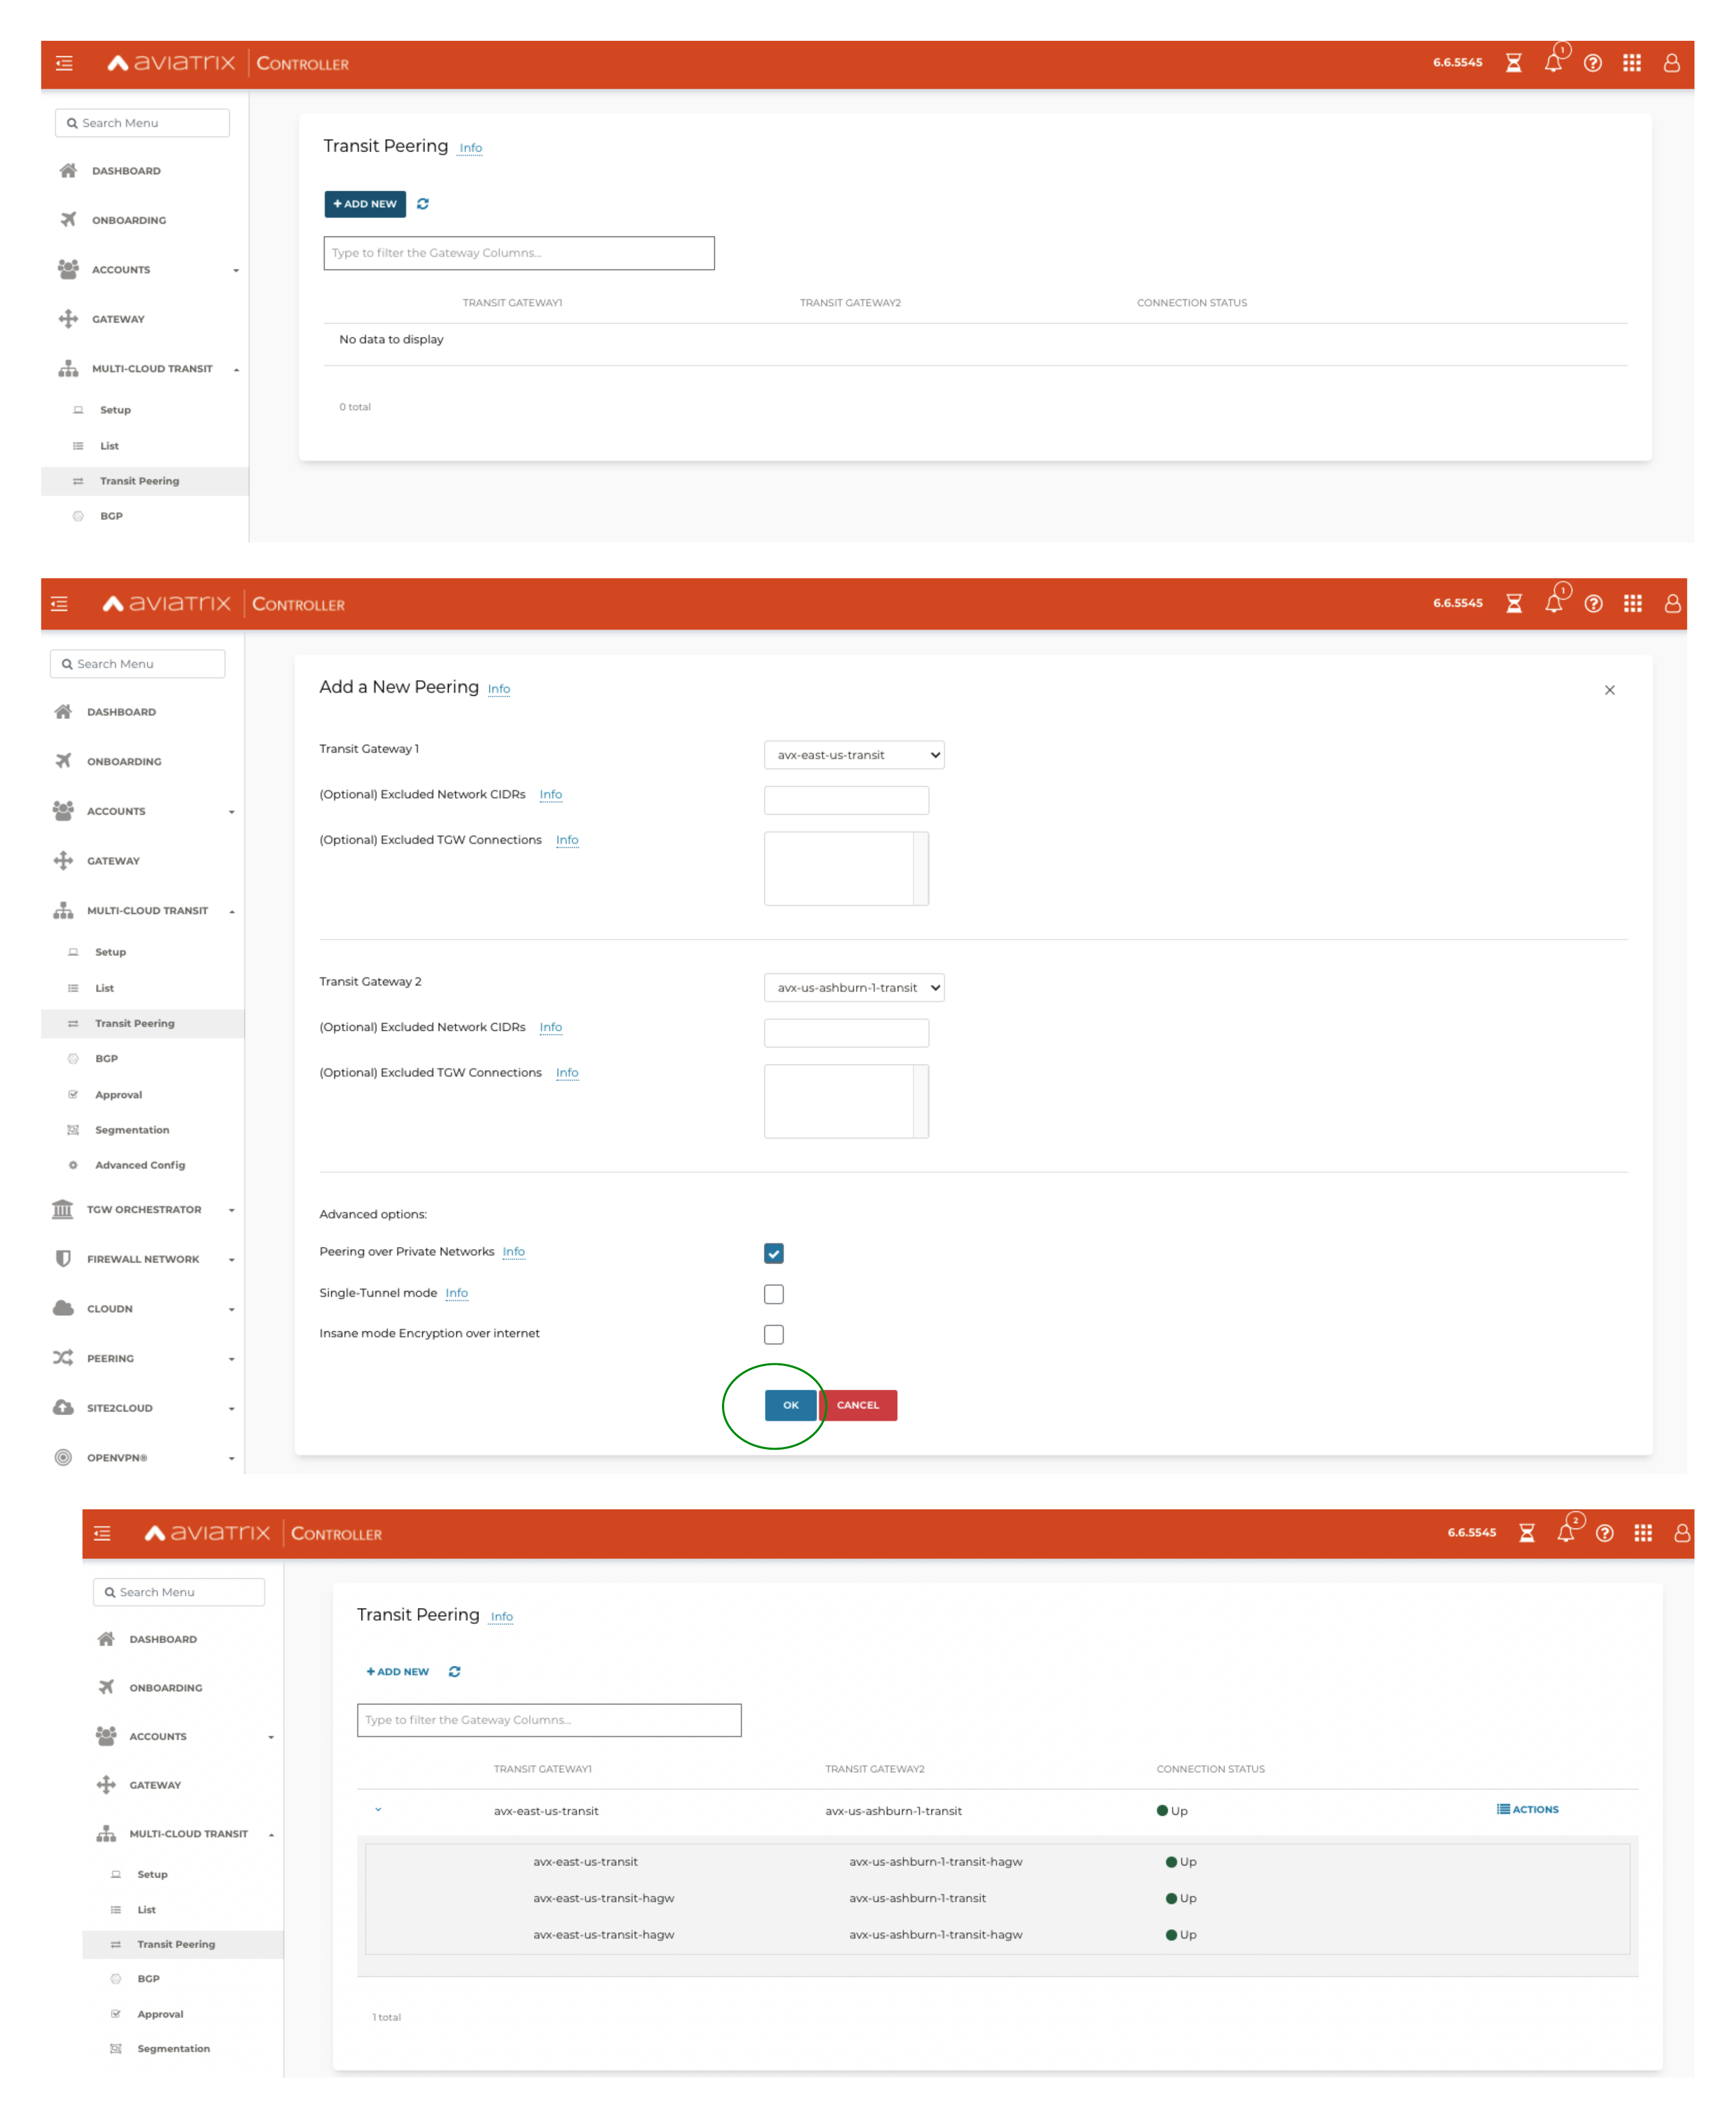 aviatrix Controller 6.6.5545 1
Search Menu
DASHBOARD
ONBOARDING
ACCOUNTS
GATEWAY
MULTI-CLOUD TRANSIT
Setup
List
Transit Peering
BGP
Transit Peering Info
+ ADD NEW
Type to filter the Gateway Columns...
TRANSIT GATEWAY1 TRANSIT GATEWAY2 CONNECTION STATUS
No data to display
0 total
aviatrix Controller 6.6.5545 1
Search Menu
DASHBOARD
ONBOARDING
ACCOUNTS
GATEWAY
MULTI-CLOUD TRANSIT
Setup
List
Transit Peering
BGP
Approval
Segmentation
Advanced Config
TGW ORCHESTRATOR
FIREWALL NETWORK
CLOUDN
PEERING
SITE2CLOUD
OPENVPN®
Add a New Peering Info
Transit Gateway 1 avx-east-us-transit
(Optional) Excluded Network CIDRs Info
(Optional) Excluded TGW Connections Info
Transit Gateway 2 avx-us-ashburn-1-transit
(Optional) Excluded Network CIDRs Info
(Optional) Excluded TGW Connections Info
Advanced options:
Peering over Private Networks Info
Single-Tunnel mode Info
Insane mode Encryption over internet
OK CANCEL
aviatrix Controller 6.6.5545 2
Search Menu
DASHBOARD
ONBOARDING
ACCOUNTS
GATEWAY
MULTI-CLOUD TRANSIT
Setup
List
Transit Peering
BGP
Approval
Segmentation
Transit Peering Info
+ ADD NEW
Type to filter the Gateway Columns...
TRANSIT GATEWAY1 TRANSIT GATEWAY2 CONNECTION STATUS
avx-east-us-transit avx-us-ashburn-1-transit Up ACTIONS
avx-east-us-transit avx-us-ashburn-1-transit-hagw Up
avx-east-us-transit-hagw avx-us-ashburn-1-transit Up
avx-east-us-transit-hagw avx-us-ashburn-1-transit-hagw Up
1 total